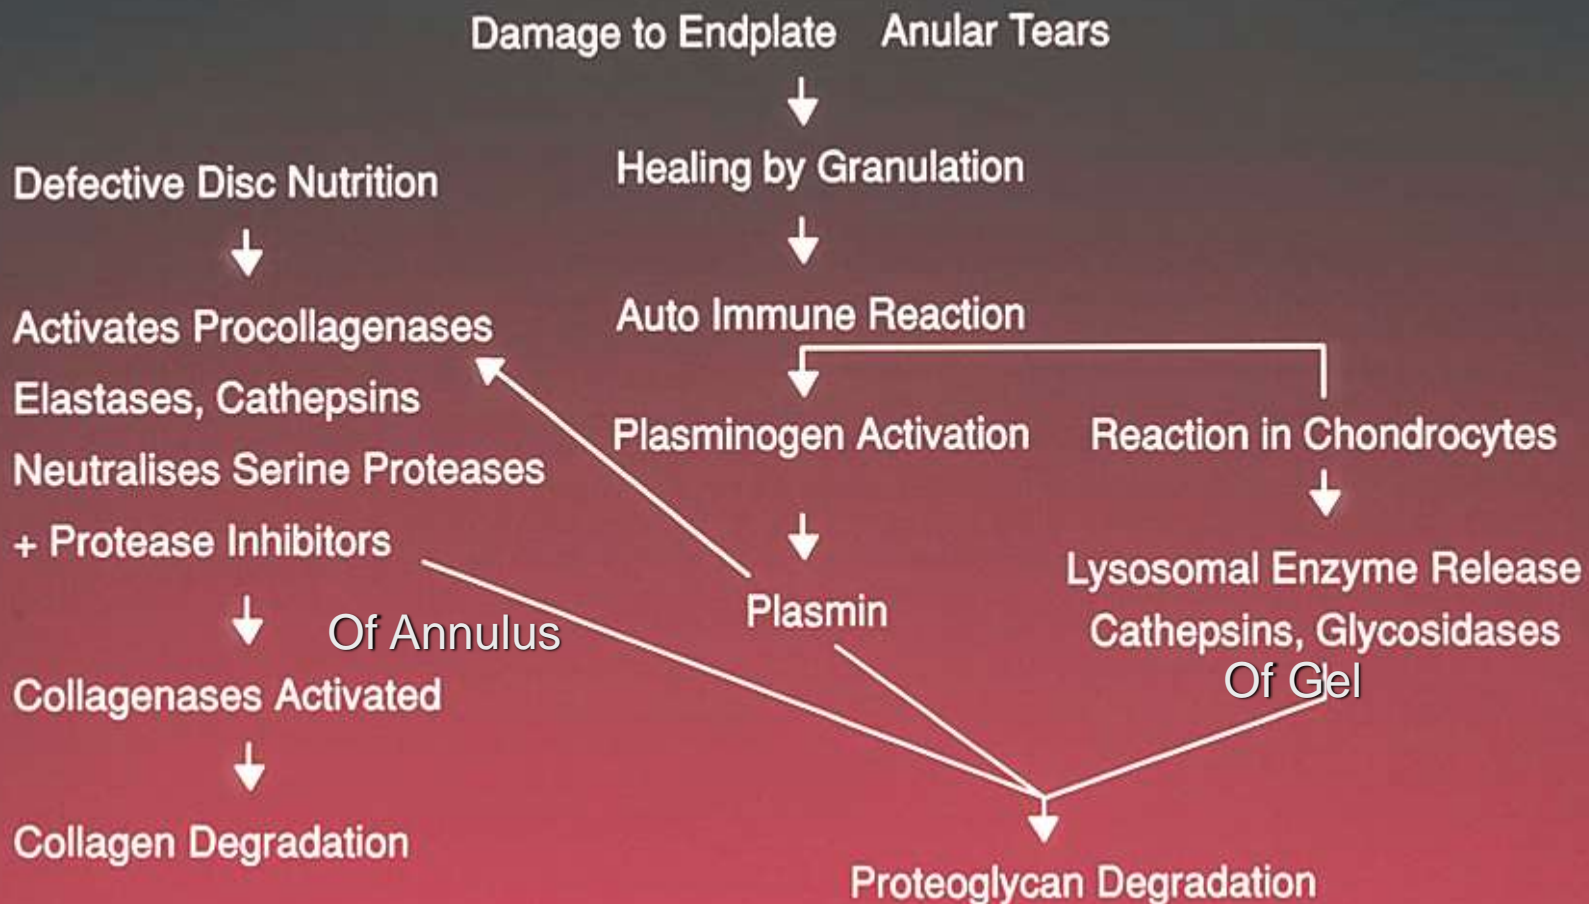 Damage to Endplate Anular Tears
Healing by Granulation
Defective Disc Nutrition
Auto Immune Reaction
Activates Procollagenases
Elastases, Cathepsins
Neutralises Serine Proteases
+ Protease Inhibitors
Plasminogen Activation
Reaction in Chondrocytes
Plasmin
Lysosomal Enzyme Release
Cathepsins, Glycosidases
Of Gel
Of Annulus
Collagenases Activated
Collagen Degradation
Proteoglycan Degradation